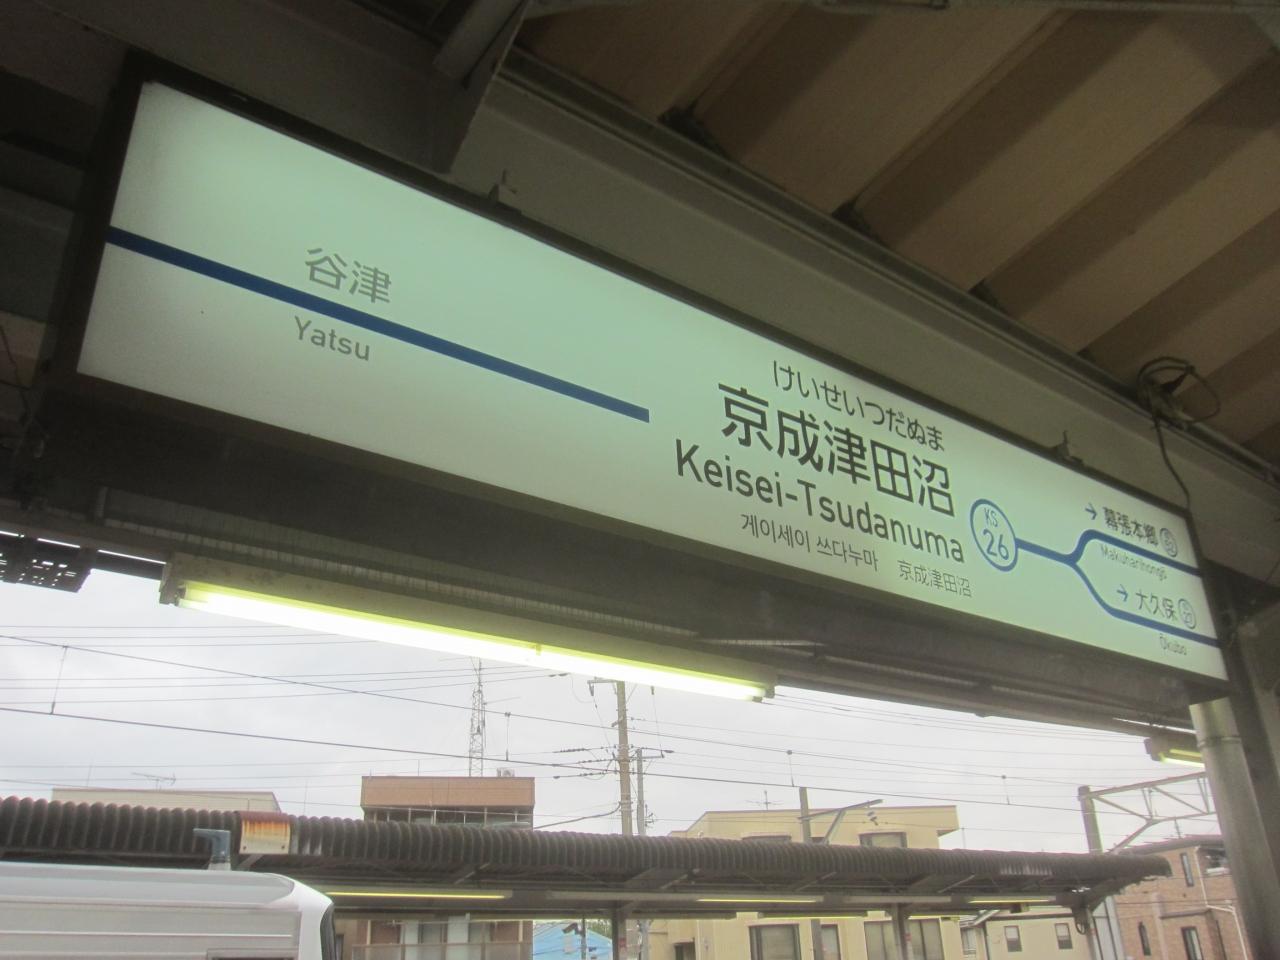 谷津
Yatsu
けいせいつだぬま
京成津田沼
Keisei-Tsudanuma
게이세이 쓰다누마 京成津田沼
KS
26
→ 幕張本郷
Makuharihongō
→ 大久保
Ōkubo